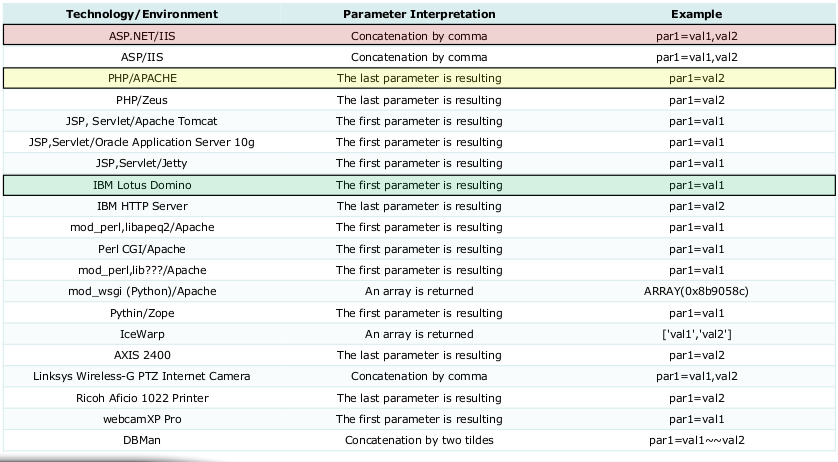 Technology/Environment Parameter Interpretation Example
ASP.NET/IIS Concatenation by comma par1=val1,val2
ASP/IIS Concatenation by comma par1=val1,val2
PHP/APACHE The last parameter is resulting par1=val2
PHP/Zeus The last parameter is resulting par1=val2
JSP, Servlet/Apache Tomcat The first parameter is resulting par1=val1
JSP,Servlet/Oracle Application Server 10g The first parameter is resulting par1=val1
JSP,Servlet/Jetty The first parameter is resulting par1=val1
IBM Lotus Domino The first parameter is resulting par1=val1
IBM HTTP Server The last parameter is resulting par1=val2
mod_perl,libapeq2/Apache The first parameter is resulting par1=val1
Perl CGI/Apache The first parameter is resulting par1=val1
mod_perl,lib???/Apache The first parameter is resulting par1=val1
mod_wsgi (Python)/Apache An array is returned ARRAY(0x8b9058c)
Pythin/Zope The first parameter is resulting par1=val1
IceWarp An array is returned ['val1','val2']
AXIS 2400 The last parameter is resulting par1=val2
Linksys Wireless-G PTZ Internet Camera Concatenation by comma par1=val1,val2
Ricoh Aficio 1022 Printer The last parameter is resulting par1=val2
webcamXP Pro The first parameter is resulting par1=val1
DBMan Concatenation by two tildes par1=val1~~val2